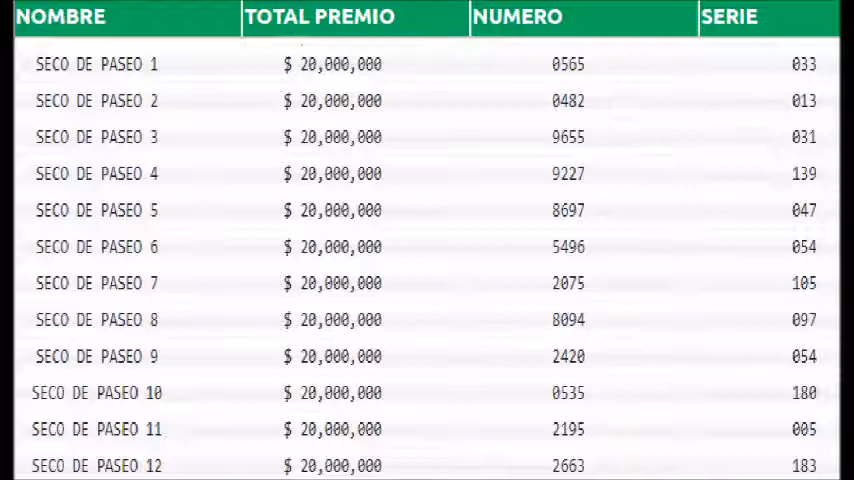 NOMBRE TOTAL PREMIO NUMERO SERIE
SECO DE PASEO 1 $ 20,000,000 0565 033
SECO DE PASEO 2 $ 20,000,000 0482 013
SECO DE PASEO 3 $ 20,000,000 9655 031
SECO DE PASEO 4 $ 20,000,000 9227 139
SECO DE PASEO 5 $ 20,000,000 8697 047
SECO DE PASEO 6 $ 20,000,000 5496 054
SECO DE PASEO 7 $ 20,000,000 2075 105
SECO DE PASEO 8 $ 20,000,000 8094 097
SECO DE PASEO 9 $ 20,000,000 2420 054
SECO DE PASEO 10 $ 20,000,000 0535 180
SECO DE PASEO 11 $ 20,000,000 2195 005
SECO DE PASEO 12 $ 20,000,000 2663 183